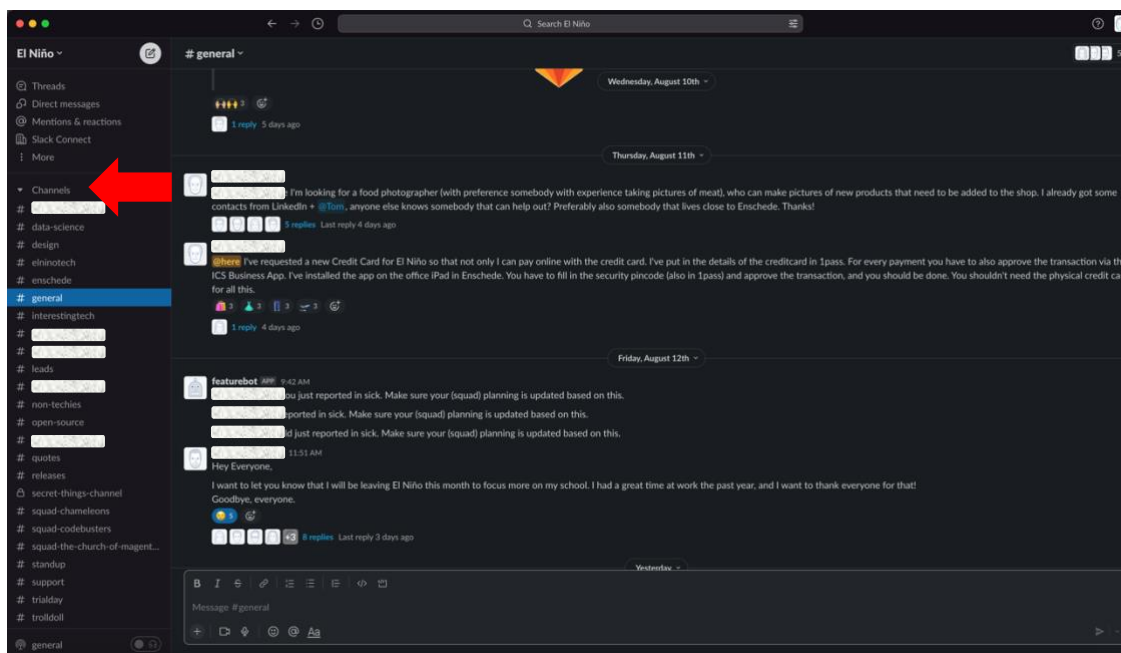 Search El Niño
El Niño
# general
Threads
Direct messages
Mentions & reactions
Slack Connect
More
Channels
#
# data-science
# design
# elninotech
# enschede
# general
# interestingtech
#
#
# leads
#
# non-techies
# open-source
#
# quotes
# releases
secret-things-channel
# squad-chameleons
# squad-codebusters
# squad-the-church-of-magent...
# standup
# support
# trialday
# trolldoll
general
Wednesday, August 10th
3
1 reply 5 days ago
Thursday, August 11th
I'm looking for a food photographer (with preference somebody with experience taking pictures of meat), who can make pictures of new products that need to be added to the shop. I already got some
contacts from LinkedIn + @Tom, anyone else knows somebody that can help out? Preferably also somebody that lives close to Enschede. Thanks!
5 replies Last reply 4 days ago
@here I've requested a new Credit Card for El Niño so that not only I can pay online with the credit card. I've put in the details of the creditcard in 1pass. For every payment you have to also approve the transaction via th
ICS Business App. I've installed the app on the office iPad in Enschede. You have to fill in the security pincode (also in 1pass) and approve the transaction, and you should be done. You shouldn't need the physical credit ca
for all this.
3 3 3 3
1 reply 4 days ago
Friday, August 12th
featurebot APP 9:42 AM
ou just reported in sick. Make sure your (squad) planning is updated based on this.
eported in sick. Make sure your (squad) planning is updated based on this.
d just reported in sick. Make sure your (squad) planning is updated based on this.
11:51 AM
Hey Everyone,
I want to let you know that I will be leaving El Niño this month to focus more on my school. I had a great time at work the past year, and I want to thank everyone for that!
Goodbye, everyone.
5
+3 8 replies Last reply 3 days ago
Yesterday
B I S
Message #general
Aa